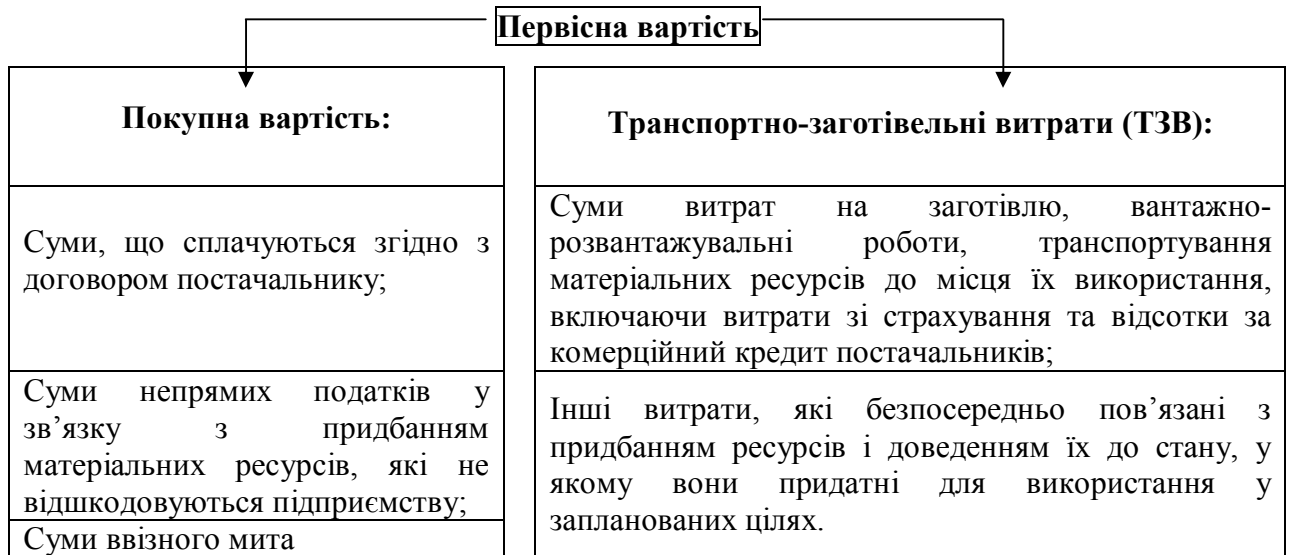 Первісна вартість
Покупна вартість:
Суми, що сплачуються згідно з
договором постачальнику;
Суми непрямих податків у
зв’язку з придбанням
матеріальних ресурсів, які не
відшкодовуються підприємству;
Суми ввізного мита
Транспортно-заготівельні витрати (ТЗВ):
Суми витрат на заготівлю, вантажно-
розвантажувальні роботи, транспортування
матеріальних ресурсів до місця їх використання,
включаючи витрати зі страхування та відсотки за
комерційний кредит постачальників;
Інші витрати, які безпосередньо пов’язані з
придбанням ресурсів і доведенням їх до стану, у
якому вони придатні для використання у
запланованих цілях.